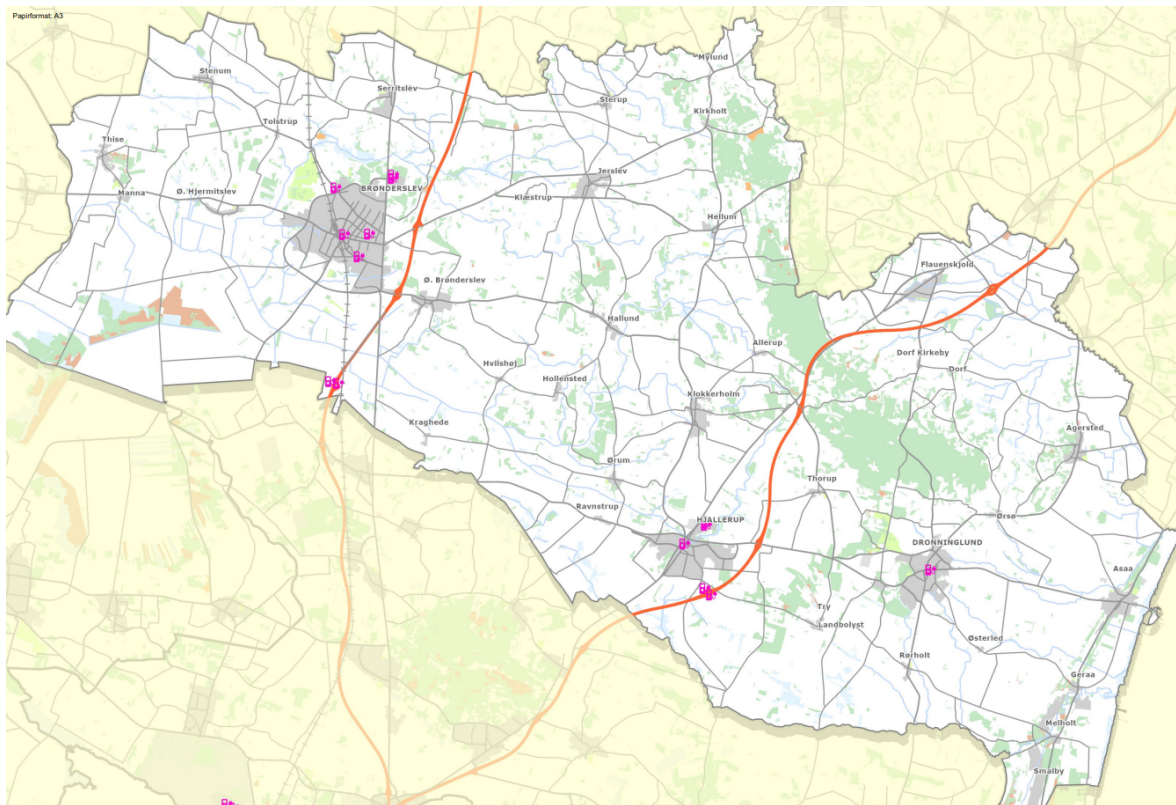 Papirformat: A3
Mylund
Stenum
Serritslev
Sterup
Kirkholt
Tolstrup
Thise
Jerslev
BRØNDERSLEV
Manna
Ø. Hjermitslev
Klæstrup
Hellum
Flauenskjold
Ø. Brønderslev
Hallund
Allerup
Dorf Kirkeby
Hvilshøj
Dorf
Hollensted
Klokkerholm
Kraghede
Agersted
Ørum
Thorup
Ravnstrup
HJALLERUP
Ørsø
DRONNINGLUND
Asaa
Try
Landbolyst
Østerled
Rørholt
Geraa
Melholt
Smalby